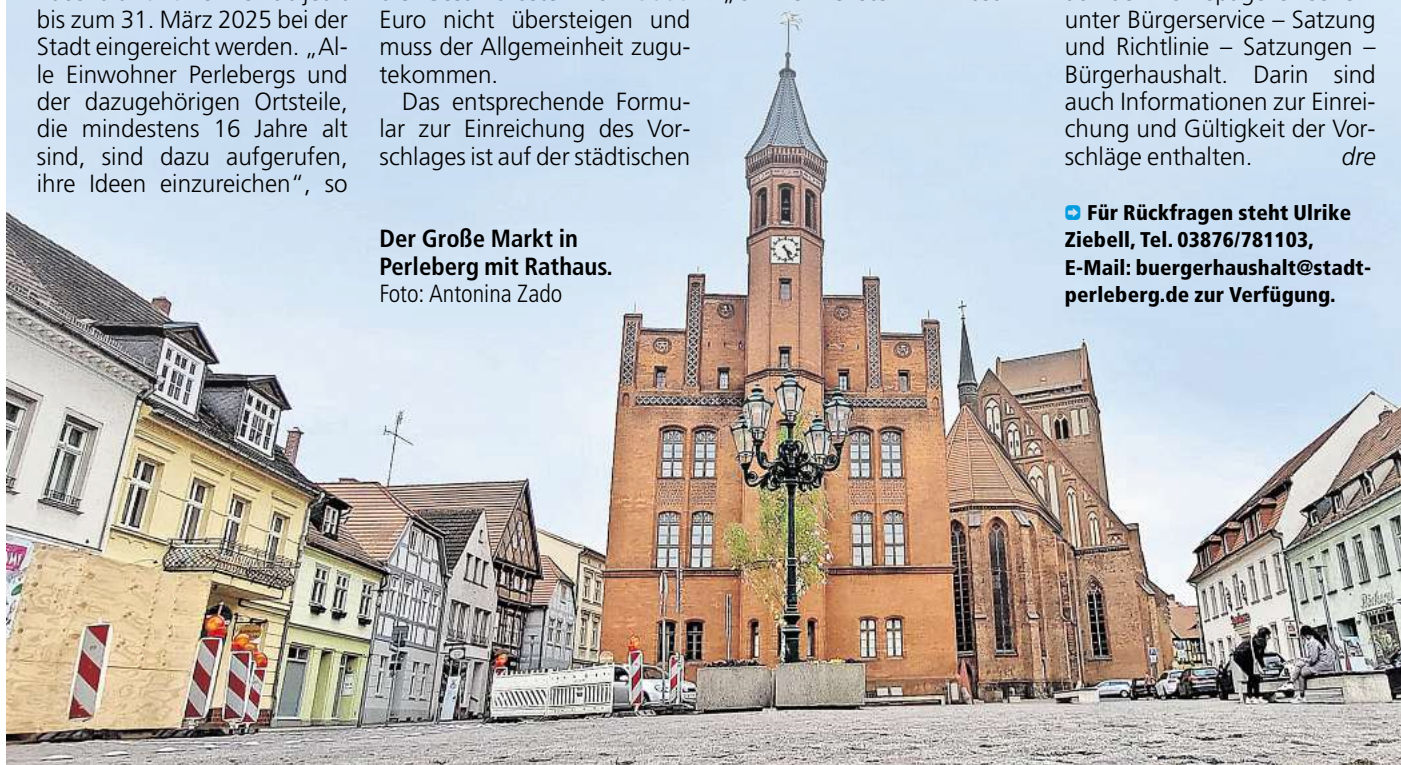 bis zum 31. März 2025 bei der
Stadt eingereicht werden. „Al-
le Einwohner Perlebergs und
der dazugehörigen Ortsteile,
die mindestens 16 Jahre alt
sind, sind dazu aufgerufen,
ihre Ideen einzureichen“, so
Euro nicht übersteigen und
muss der Allgemeinheit zugu-
tekommen.
Das entsprechende Formu-
lar zur Einreichung des Vor-
schlages ist auf der städtischen
unter Bürgerservice – Satzung
und Richtlinie – Satzungen –
Bürgerhaushalt. Darin sind
auch Informationen zur Einrei-
chung und Gültigkeit der Vor-
schläge enthalten. dre
Für Rückfragen steht Ulrike
Ziebell, Tel. 03876/781103,
E-Mail: buergerhaushalt@stadt-
perleberg.de zur Verfügung.
Der Große Markt in
Perleberg mit Rathaus.
Foto: Antonina Zado